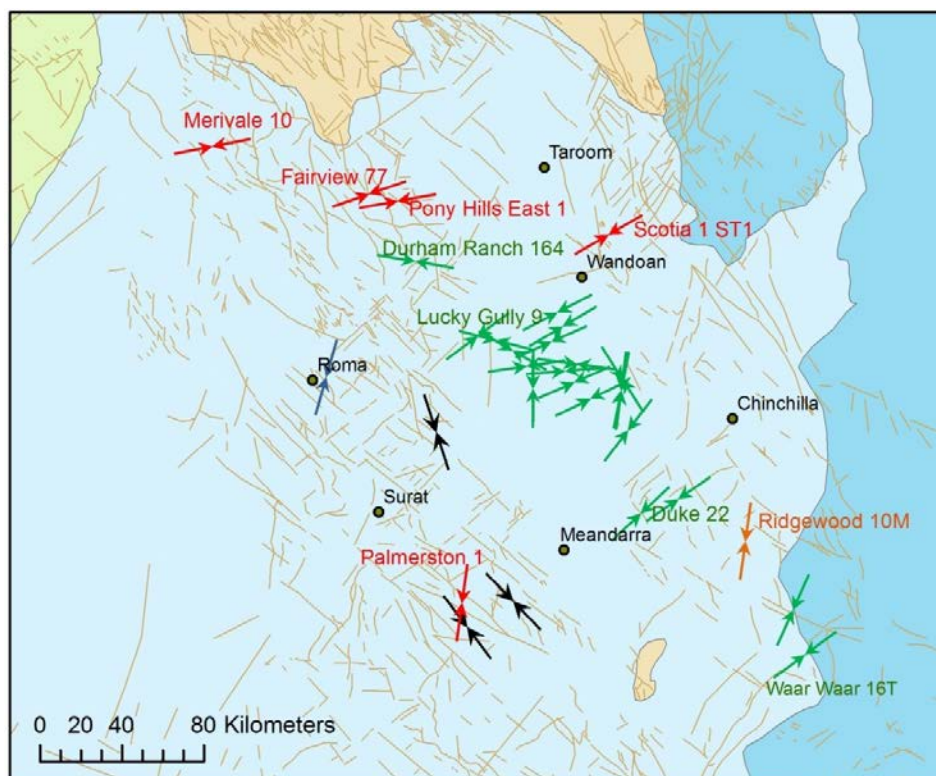 Merivale 10
Taroom
Fairview 77
Pony Hills East 1
Scotia 1 ST1
Durham Ranch 164
Wandoan
Lucky Gully 9
Roma
Chinchilla
Surat
Duke 22
Ridgewood 10M
Meandarra
Palmerston 1
Waar Waar 16T
0 20 40 80 Kilometers